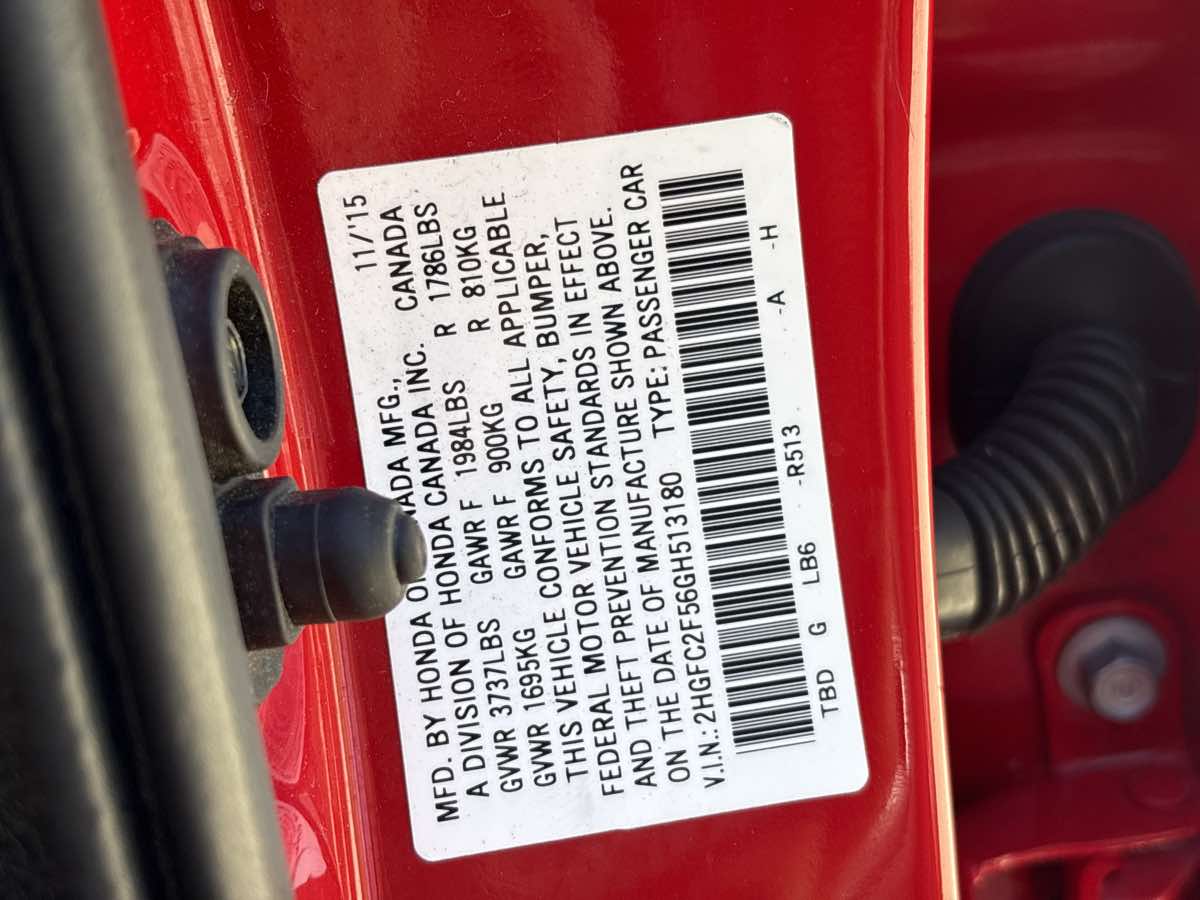 11/'15
MFD. BY HONDA O NADA MFG., CANADA
A DIVISION OF HONDA CANADA INC.
GVWR 3737LBS GAWR F 1984LBS R 1786LBS
GVWR 1695KG GAWR F 900KG R 810KG
THIS VEHICLE CONFORMS TO ALL APPLICABLE
FEDERAL MOTOR VEHICLE SAFETY, BUMPER,
AND THEFT PREVENTION STANDARDS IN EFFECT
ON THE DATE OF MANUFACTURE SHOWN ABOVE.
V.I.N.: 2HGFC2F56GH513180 TYPE: PASSENGER CAR
TBD G LB6 -R513 -A -H